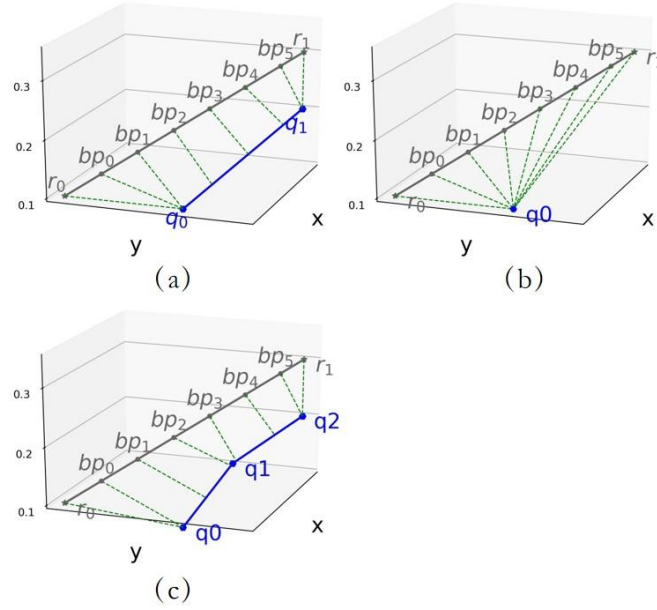 r₁
bp₅
bp₄
0.3
bp₃
bp₂
q₁
0.2
bp₁
bp₀
r₀
0.1
q₀
x
y
(a)
bp₅
r₁
bp₄
0.3
bp₃
bp₂
0.2
bp₁
bp₀
r₀
0.1
q0
x
y
(b)
bp₅
r₁
bp₄
0.3
bp₃
q2
bp₂
0.2
bp₁
q1
bp₀
r₀
0.1
q0
x
y
(c)